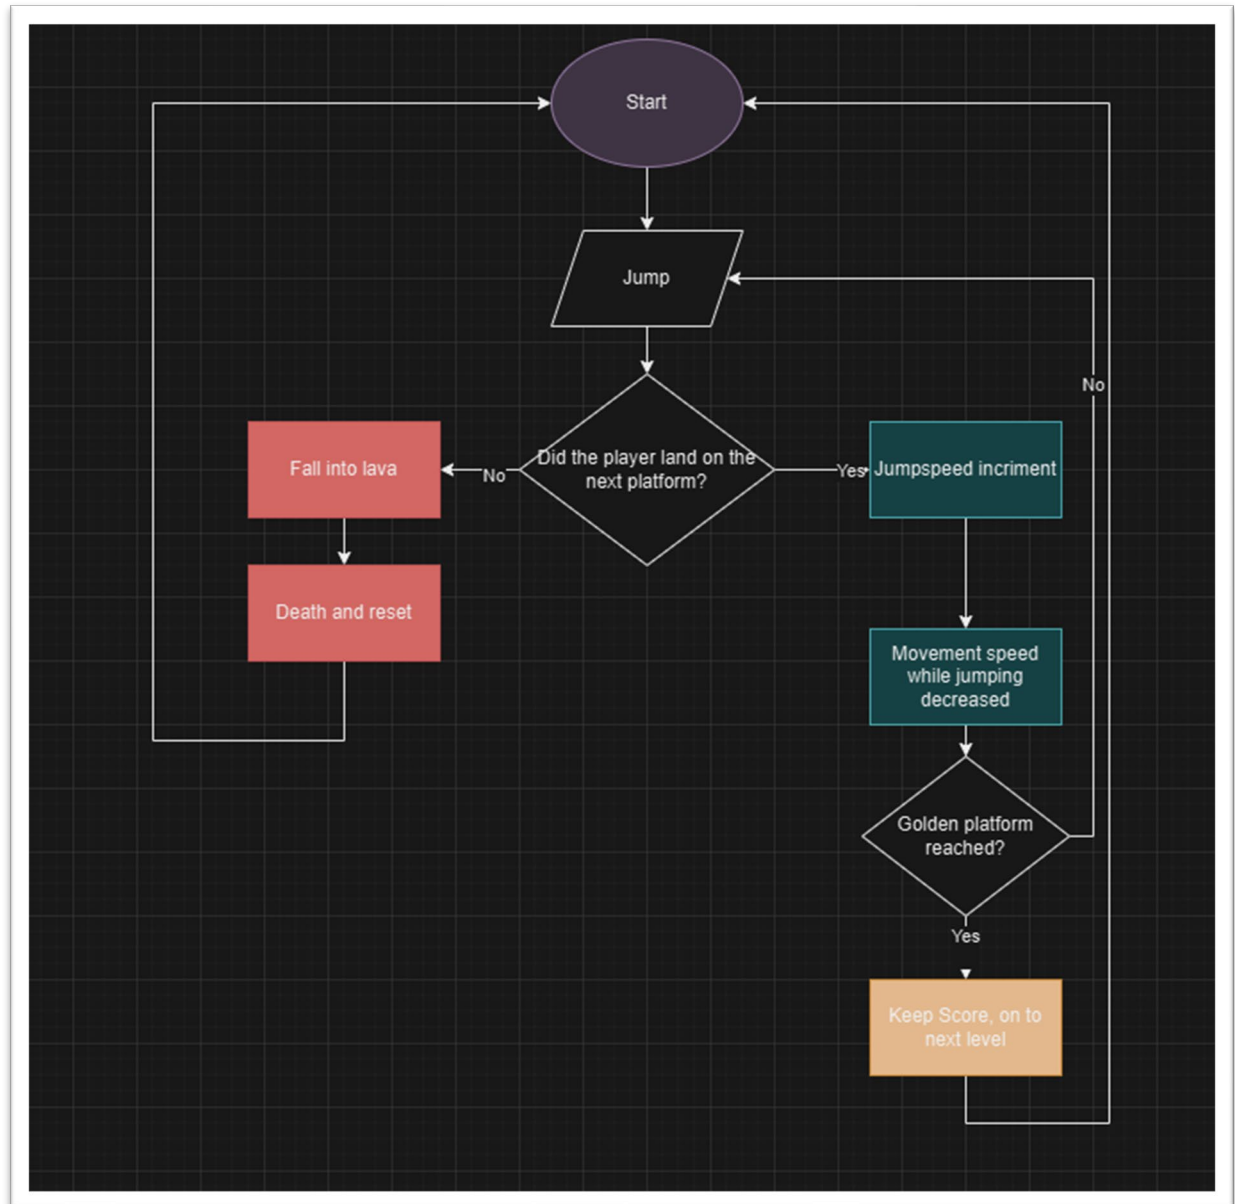 Start
Jump
No
Did the player land on the
next platform?
No
Yes
Fall into lava
Jumpspeed incriment
Death and reset
Movement speed
while jumping
decreased
Golden platform
reached?
Yes
Keep Score, on to
next level